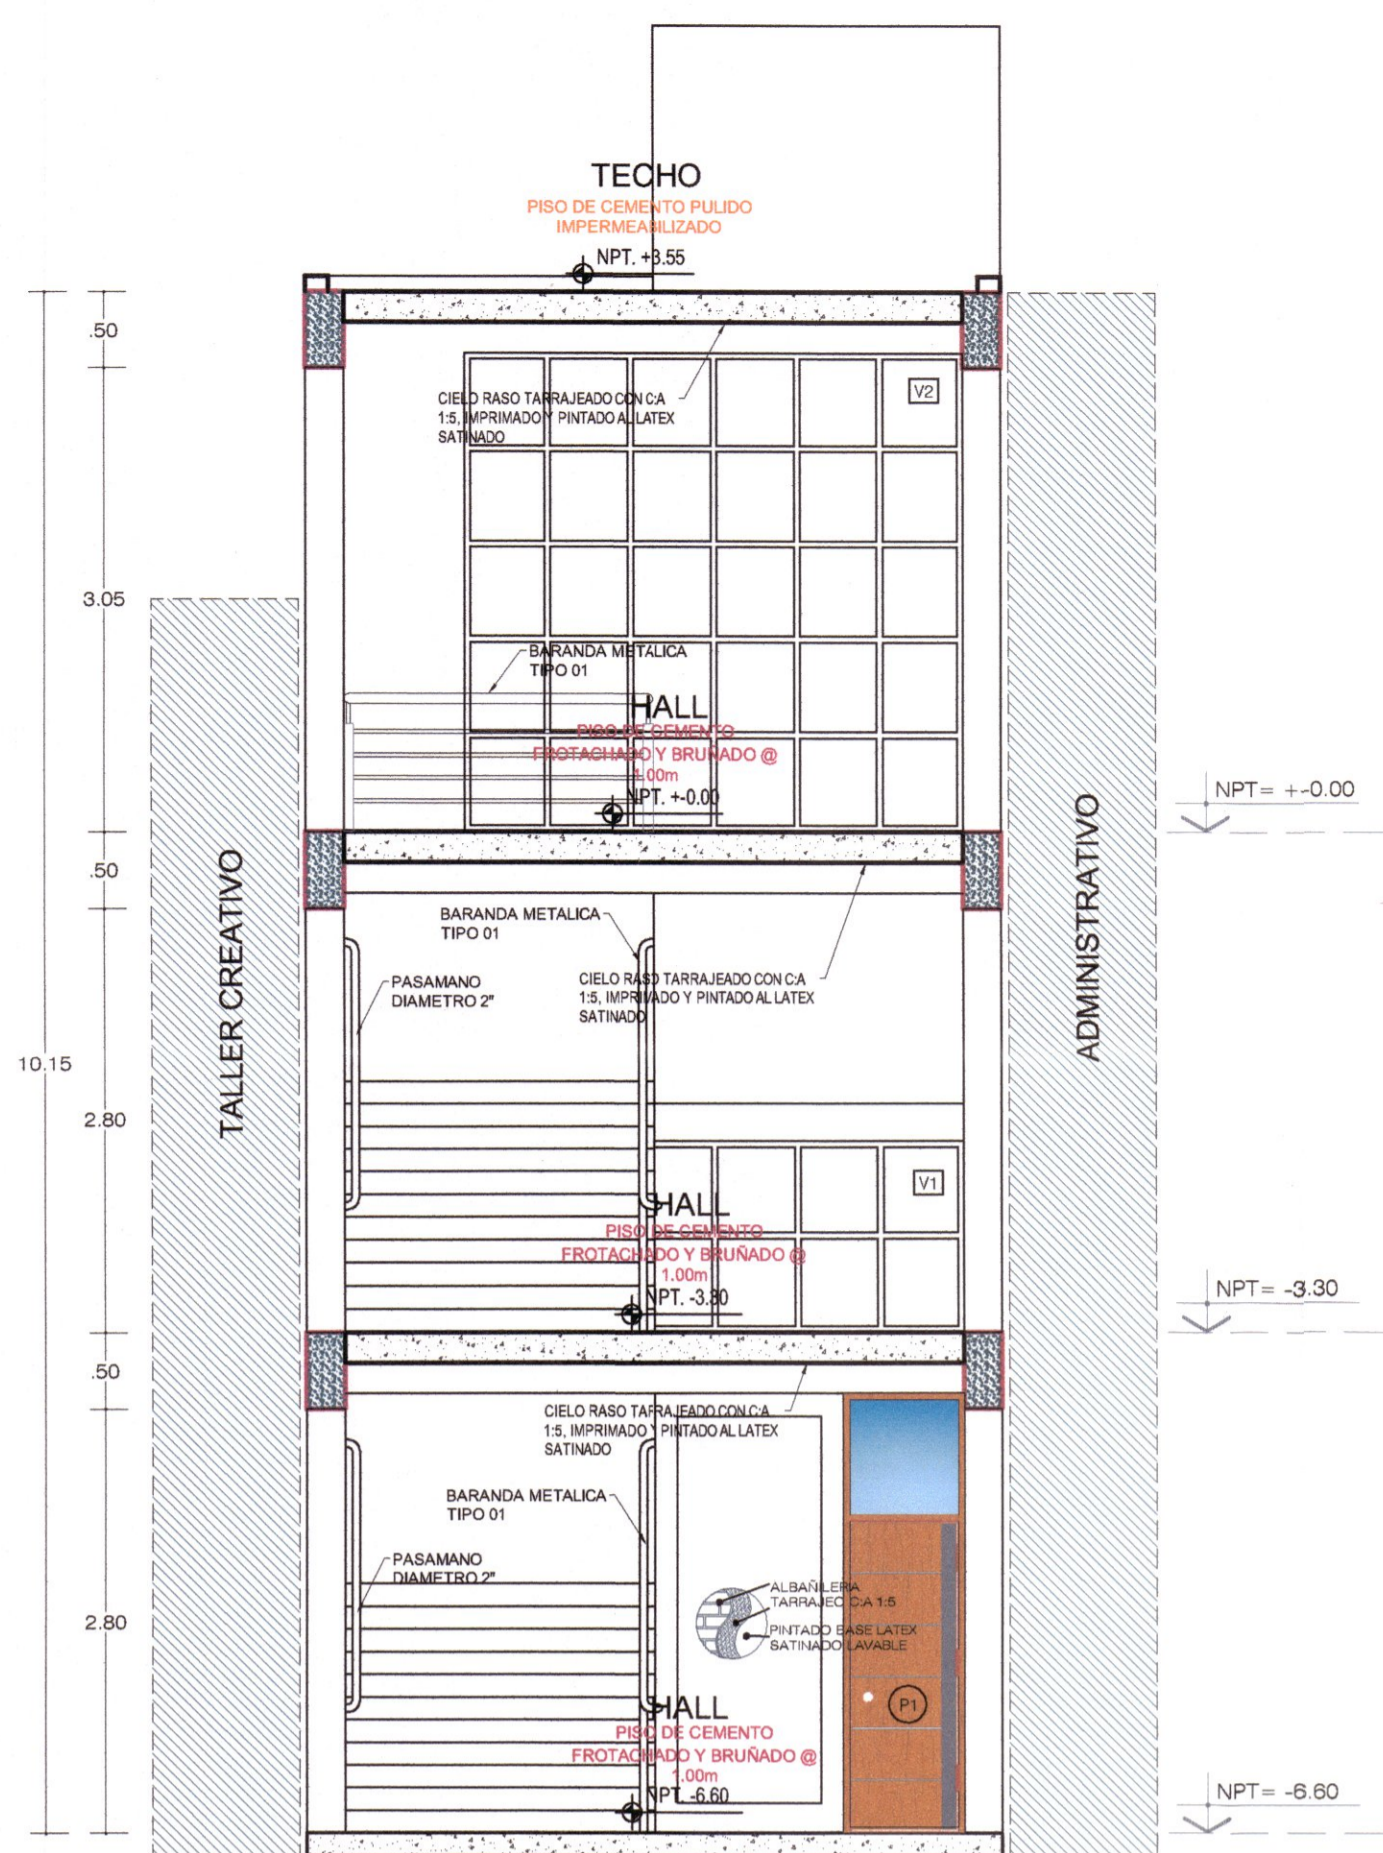 TECHO
PISO DE CEMENTO PULIDO
IMPERMEABILIZADO
NPT. +3.55
.50
CIELO RASO TARRAJEADO CON C:A
1:5, IMPRIMADO Y PINTADO AL LATEX
SATINADO
V2
3.05
BARANDA METALICA
TIPO 01
HALL
PISO DE CEMENTO
FROTACHADO Y BRUÑADO @
1.00m
NPT. +-0.00
NPT= +-0.00
.50
TALLER CREATIVO
ADMINISTRATIVO
BARANDA METALICA
TIPO 01
PASAMANO
DIAMETRO 2"
CIELO RASO TARRAJEADO CON C:A
1:5, IMPRIMADO Y PINTADO AL LATEX
SATINADO
10.15
2.80
V1
HALL
PISO DE CEMENTO
FROTACHADO Y BRUÑADO @
1.00m
NPT. -3.30
NPT= -3.30
.50
CIELO RASO TARRAJEADO CON C:A
1:5, IMPRIMADO Y PINTADO AL LATEX
SATINADO
BARANDA METALICA
TIPO 01
PASAMANO
DIAMETRO 2"
ALBAÑILERIA
TARRAJEO C:A 1:5
PINTADO BASE LATEX
SATINADO LAVABLE
2.80
P1
HALL
PISO DE CEMENTO
FROTACHADO Y BRUÑADO @
1.00m
NPT. -6.60
NPT= -6.60